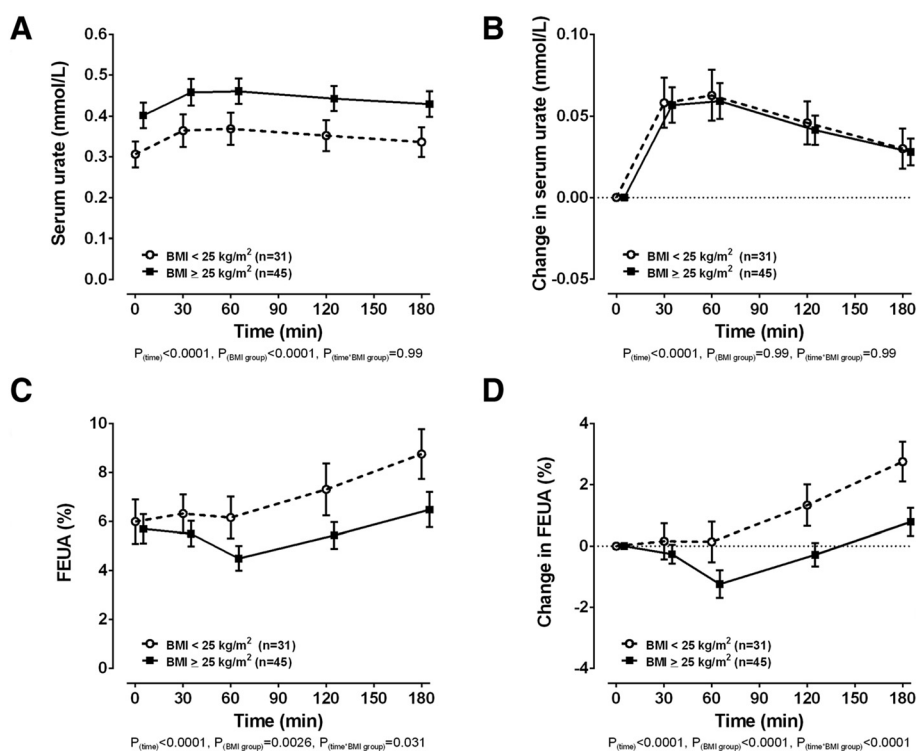 A
Serum urate (mmol/L)
0.6
0.5
0.4
0.3
0.2
0.1
0.0
BMI < 25 kg/m² (n=31)
BMI ≥ 25 kg/m² (n=45)
0 30 60 90 120 150 180
Time (min)
P(time)<0.0001, P(BMI group)<0.0001, P(time*BMI group)=0.99
B
Change in serum urate (mmol/L)
0.10
0.05
0.00
-0.05
BMI < 25 kg/m² (n=31)
BMI ≥ 25 kg/m² (n=45)
0 30 60 90 120 150 180
Time (min)
P(time)<0.0001, P(BMI group)=0.99, P(time*BMI group)=0.99
C
FEUA (%)
10
8
6
4
2
0
BMI < 25 kg/m² (n=31)
BMI ≥ 25 kg/m² (n=45)
0 30 60 90 120 150 180
Time (min)
P(time)<0.0001, P(BMI group)=0.0026, P(time*BMI group)=0.031
D
Change in FEUA (%)
4
2
0
-2
-4
BMI < 25 kg/m² (n=31)
BMI ≥ 25 kg/m² (n=45)
0 30 60 90 120 150 180
Time (min)
P(time)<0.0001, P(BMI group)<0.0001, P(time*BMI group)<0.0001